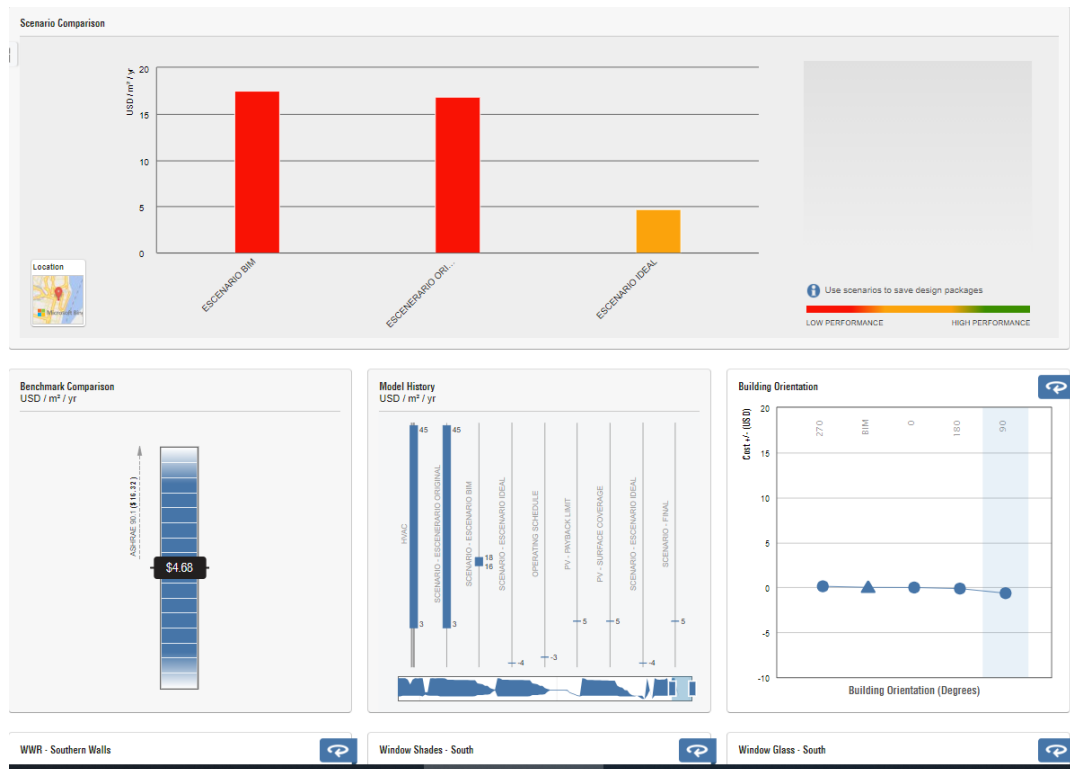 Scenario Comparison
USD / m² / yr
20
15
10
5
0
ESCENARIO BIM
ESCENERARIO ORI...
ESCENARIO IDEAL
Location
Microsoft Bing
Use scenarios to save design packages
LOW PERFORMANCE
HIGH PERFORMANCE
Benchmark Comparison
USD / m² / yr
ASHRAE 90.1 ($ 16.32 )
$4.68
Model History
USD / m² / yr
45
45
HVAC
SCENARIO - ESCENERARIO ORIGINAL
SCENARIO - ESCENARIO BIM
SCENARIO - ESCENARIO IDEAL
OPERATING SCHEDULE
PV - PAYBACK LIMIT
PV - SURFACE COVERAGE
SCENARIO - ESCENARIO IDEAL
SCENARIO - FINAL
18
16
3
3
-4
-3
5
5
-4
5
Building Orientation
Cost +/- (USD)
20
15
10
5
0
-5
-10
270
BIM
0
180
90
Building Orientation (Degrees)
WWR - Southern Walls
Window Shades - South
Window Glass - South